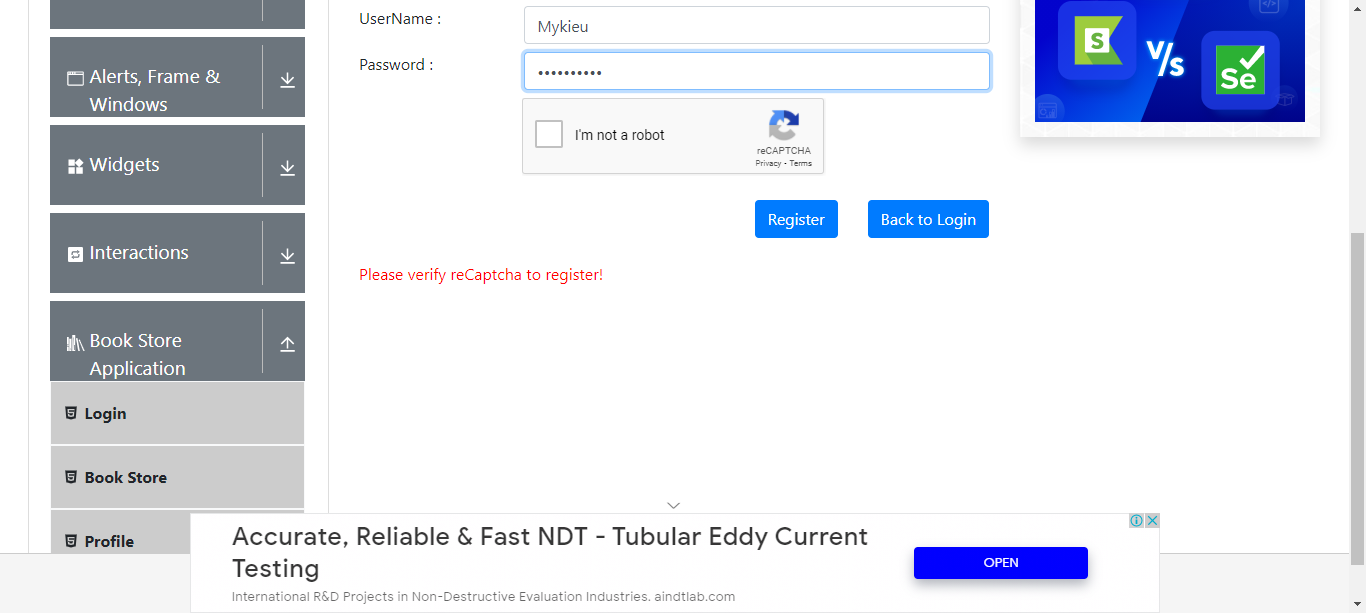 UserName :
Mykieu
Password :
••••••••••
I'm not a robot
reCAPTCHA
Privacy - Terms
Register
Back to Login
Please verify reCaptcha to register!
Alerts, Frame &
Windows
Widgets
Interactions
Book Store
Application
Login
Book Store
Profile
S
V/s
Se
Accurate, Reliable & Fast NDT - Tubular Eddy Current
Testing
International R&D Projects in Non-Destructive Evaluation Industries. aindtlab.com
OPEN